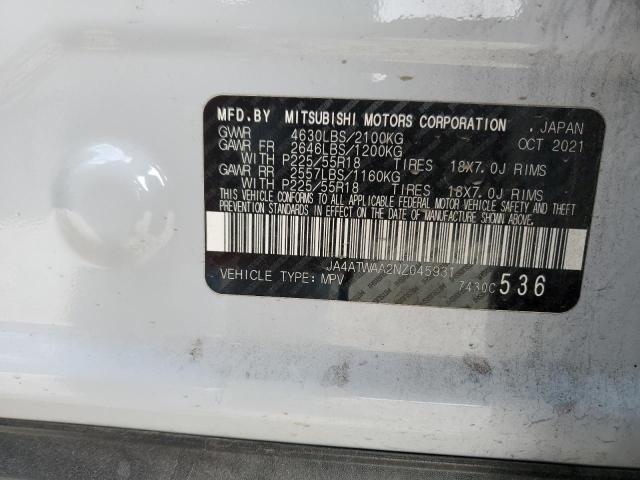 MFD.BY MITSUBISHI MOTORS CORPORATION . JAPAN
GVWR 4630LBS/2100KG OCT 2021
GAWR FR 2646LBS/1200KG
WITH P225/55R18 TIRES 18X7.0J RIMS
GAWR RR 2557LBS/1160KG
WITH P225/55R18 TIRES 18X7.0J RIMS
THIS VEHICLE CONFORMS TO ALL APPLICABLE FEDERAL MOTOR VEHICLE SAFETY AND THEFT
PREVENTION STANDARDS IN EFFECT ON THE DATE OF MANUFACTURE SHOWN ABOVE.
JA4ATWAA2NZ045931
VEHICLE TYPE: MPV 7430C 536